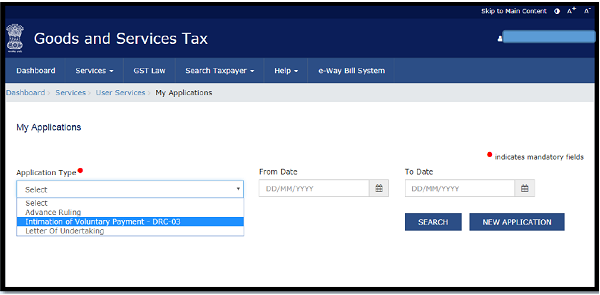 Skip to Main Content A+ A-
Goods and Services Tax
Dashboard Services GST Law Search Taxpayer Help e-Way Bill System
Dashboard › Services › User Services › My Applications
My Applications
• indicates mandatory fields
Application Type • From Date To Date
Select DD/MM/YYYY DD/MM/YYYY
Select
Advance Ruling
Intimation of Voluntary Payment - DRC-03
Letter Of Undertaking
SEARCH NEW APPLICATION